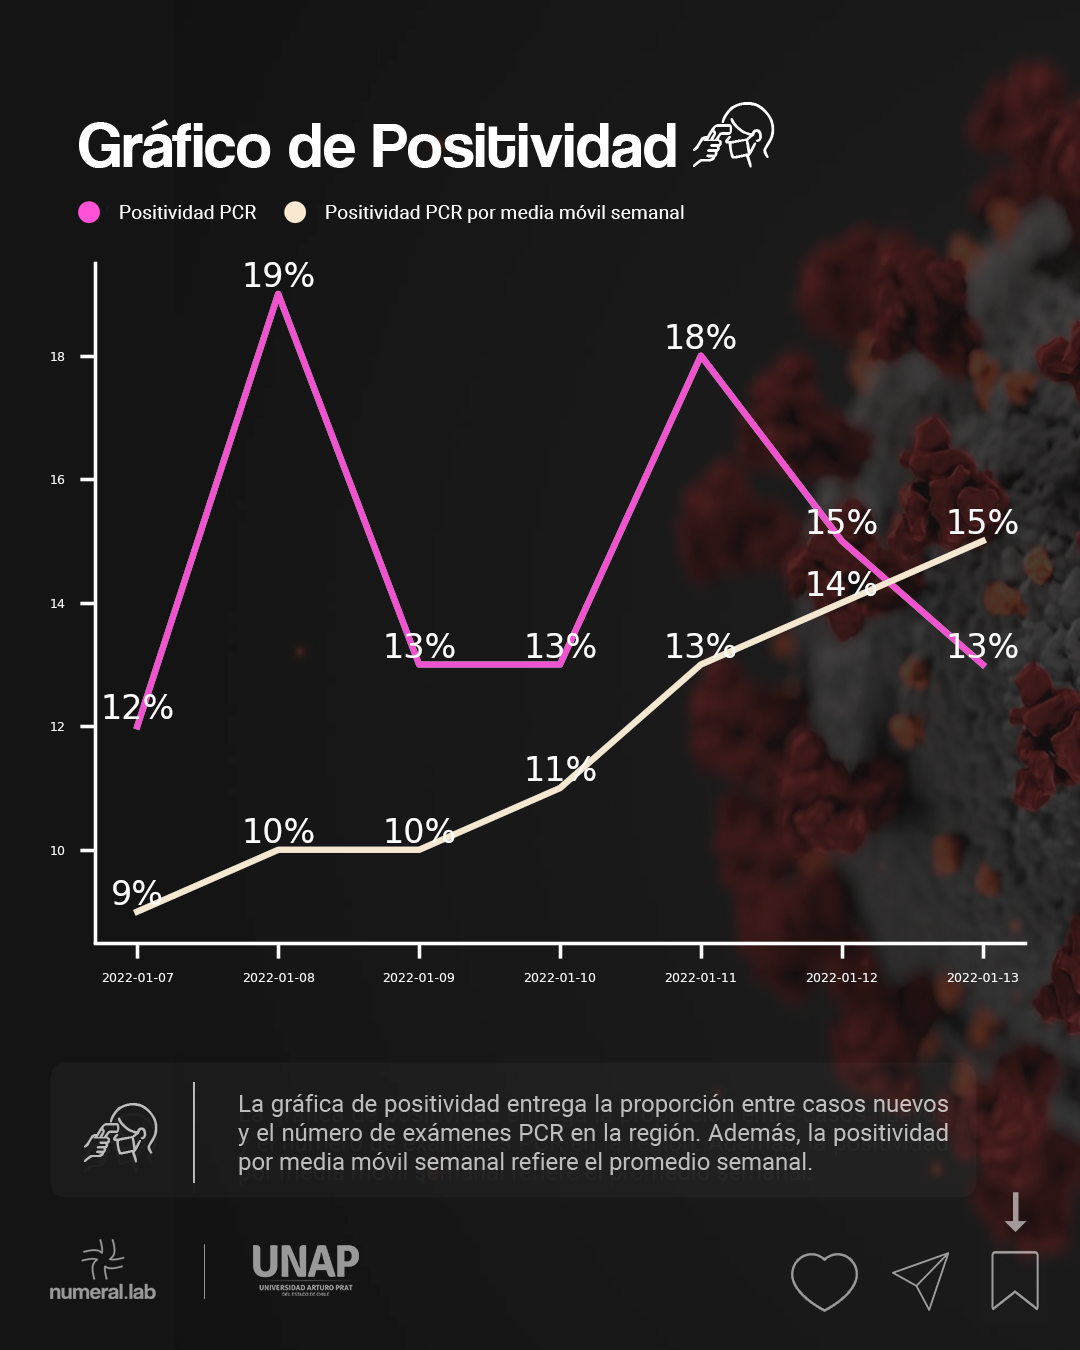 Gráfico de Positividad
Positividad PCR
Positividad PCR por media móvil semanal
19%
18%
18
16
15%
15%
14%
14
13%
13%
13%
13%
12%
12
11%
10%
10%
10
9%
2022-01-07
2022-01-08
2022-01-09
2022-01-10
2022-01-11
2022-01-12
2022-01-13
La gráfica de positividad entrega la proporción entre casos nuevos
y el número de exámenes PCR en la región. Además, la positividad
por media móvil semanal refiere el promedio semanal.
numeral.lab
UNAP
UNIVERSIDAD ARTURO PRAT
DEL ESTADO DE CHILE